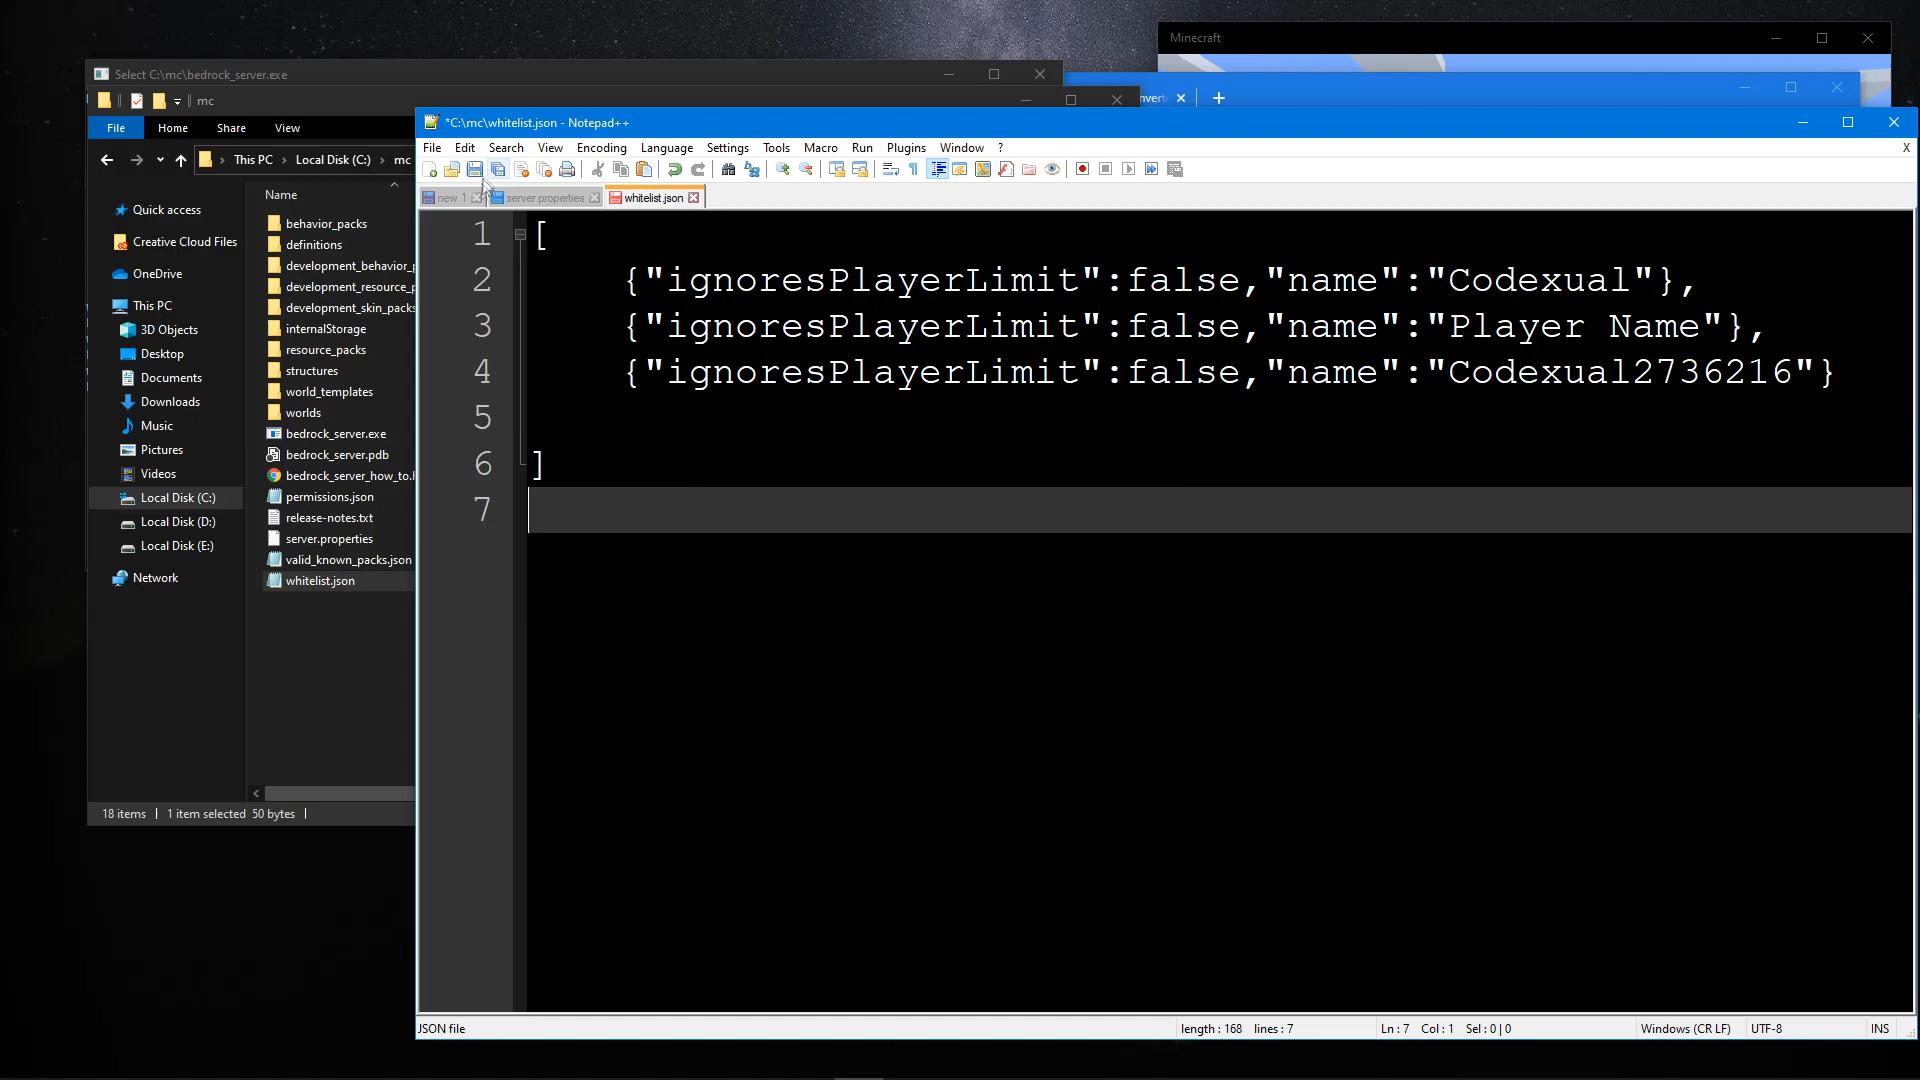 Minecraft
Select C:\mc\bedrock_server.exe
mc
File Home Share View
This PC Local Disk (C:) mc
Quick access
Creative Cloud Files
OneDrive
This PC
3D Objects
Desktop
Documents
Downloads
Music
Pictures
Videos
Local Disk (C:)
Local Disk (D:)
Local Disk (E:)
Network
Name
behavior_packs
definitions
development_behavior_p
development_resource_p
development_skin_packs
internalStorage
resource_packs
structures
world_templates
worlds
bedrock_server.exe
bedrock_server.pdb
bedrock_server_how_to.h
permissions.json
release-notes.txt
server.properties
valid_known_packs.json
whitelist.json
18 items 1 item selected 50 bytes
nvert
*C:\mc\whitelist.json - Notepad++
File Edit Search View Encoding Language Settings Tools Macro Run Plugins Window ? X
new 1 server.properties whitelist.json
1 [
2 {"ignoresPlayerLimit":false,"name":"Codexual"},
3 {"ignoresPlayerLimit":false,"name":"Player Name"},
4 {"ignoresPlayerLimit":false,"name":"Codexual2736216"}
5
6 ]
7
JSON file length : 168 lines : 7 Ln : 7 Col : 1 Sel : 0 | 0 Windows (CR LF) UTF-8 INS